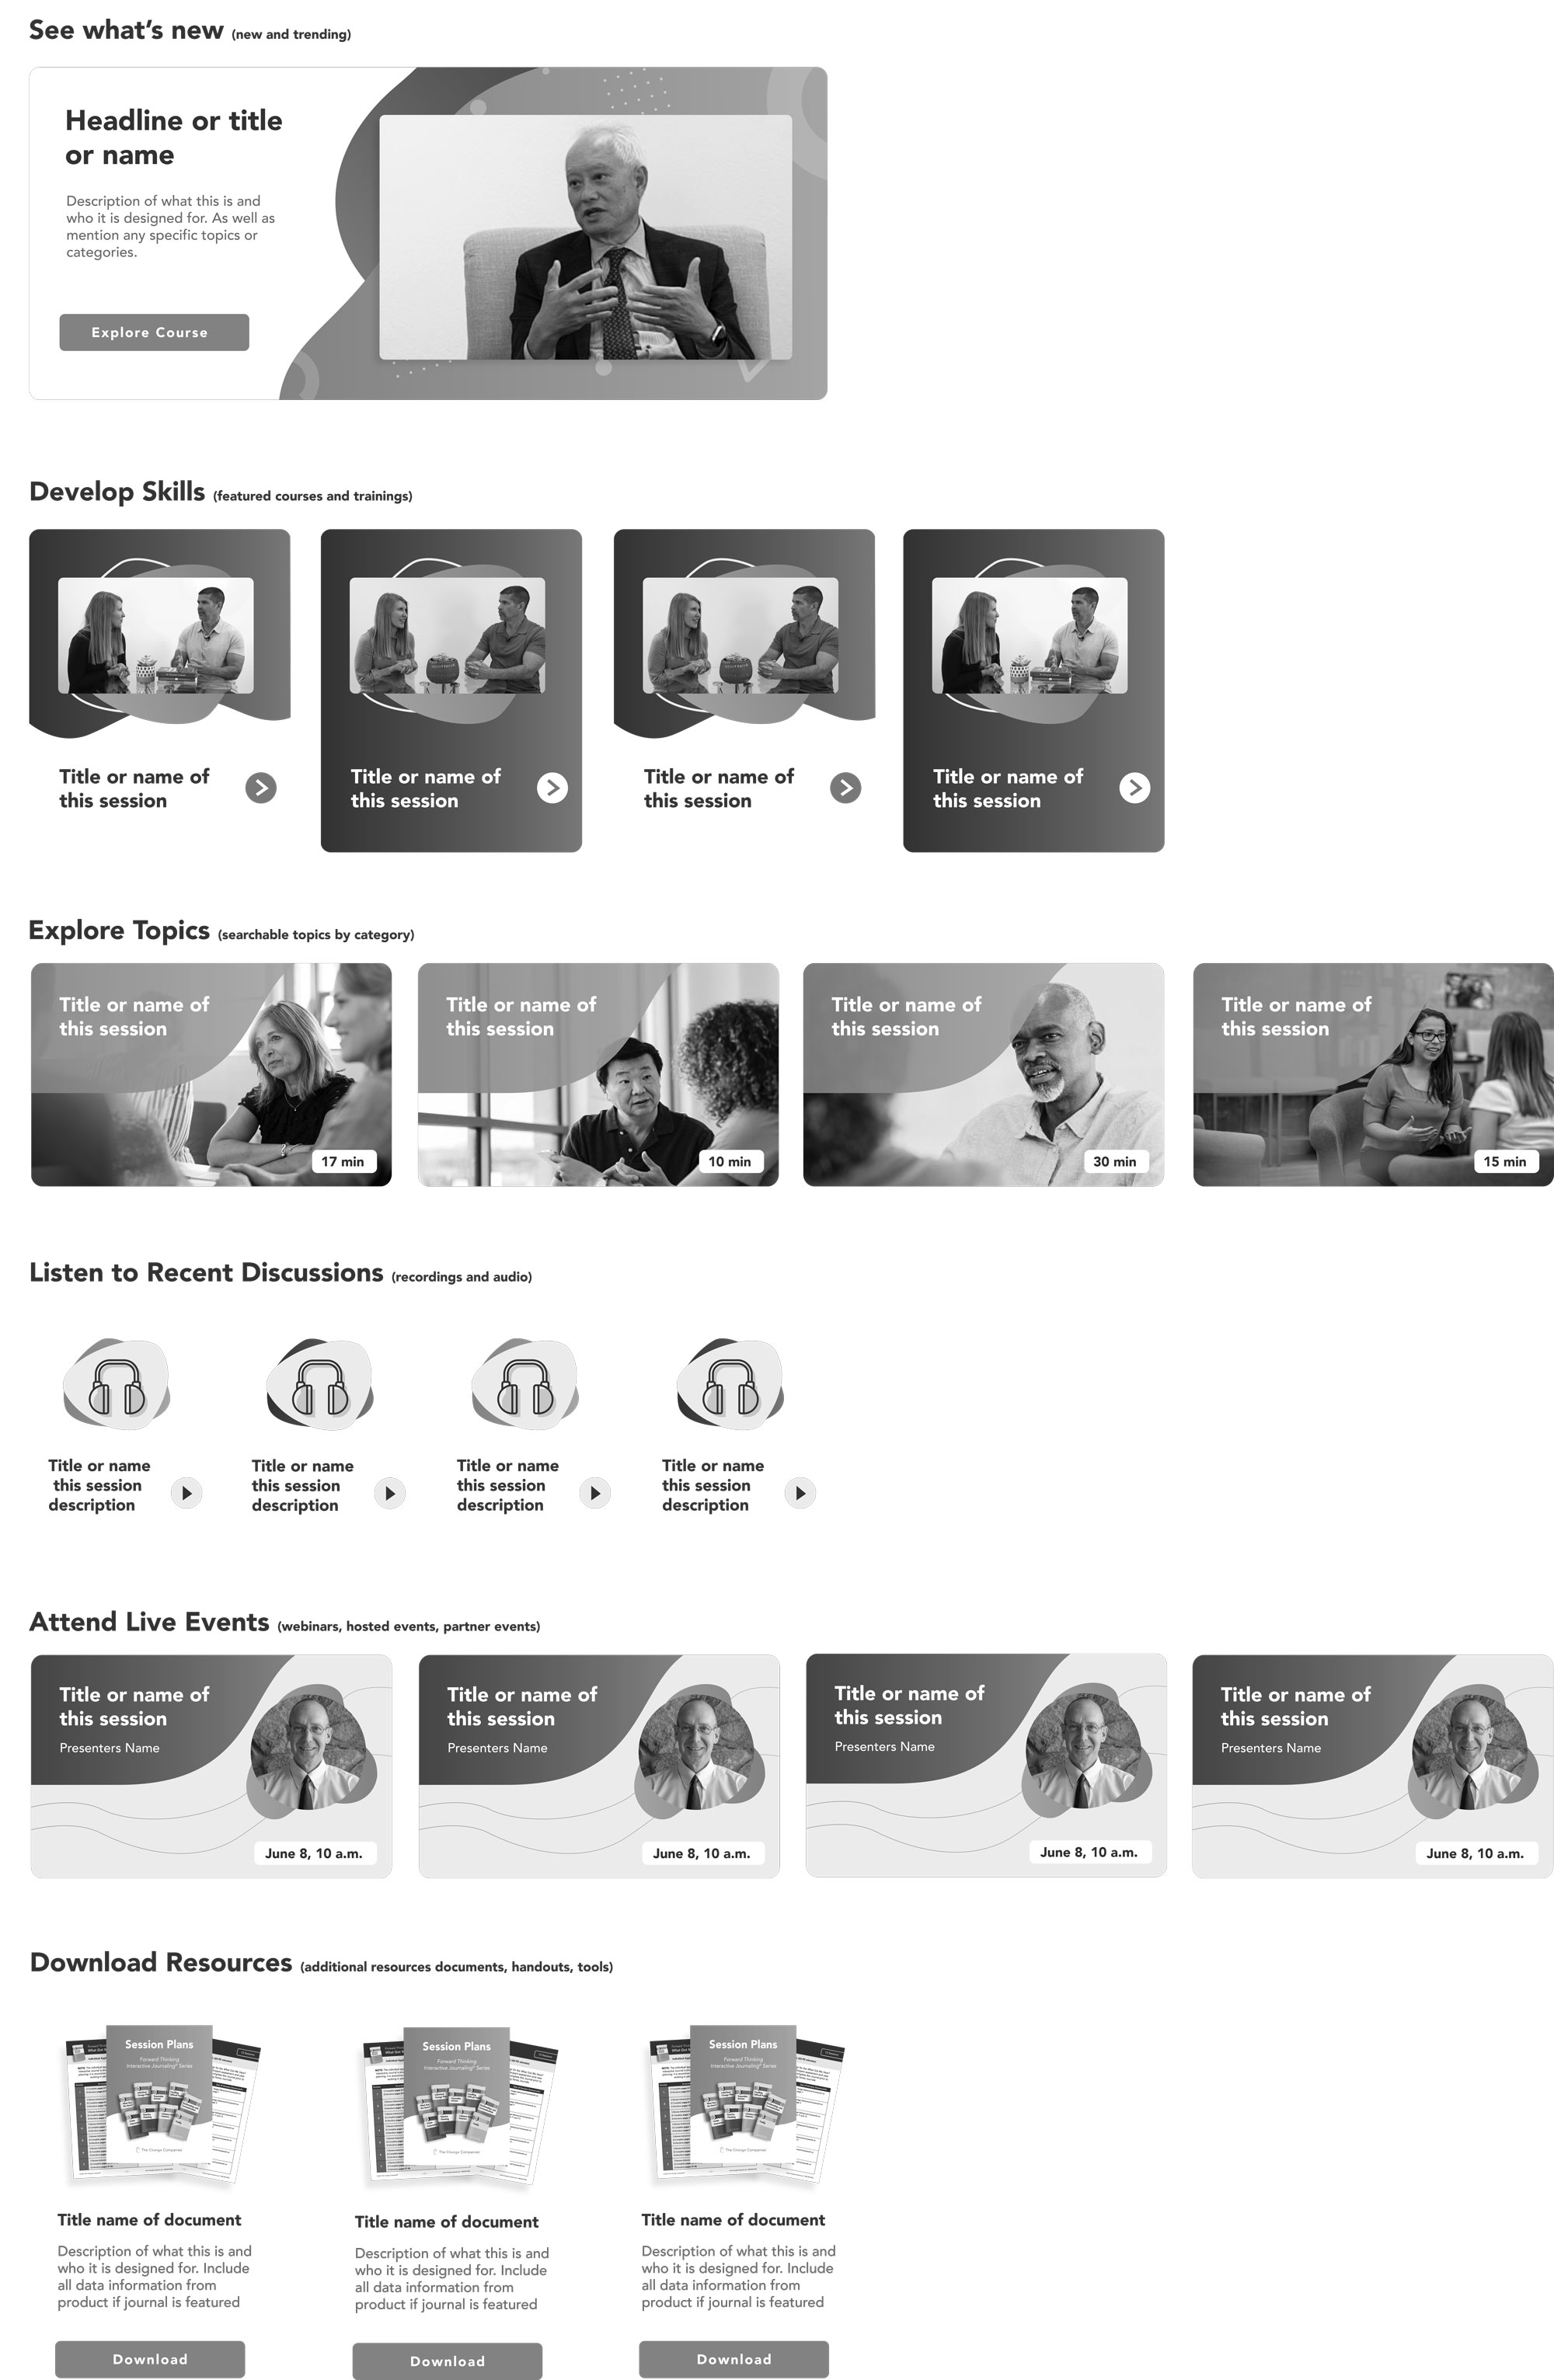 See what's new (new and trending)
Headline or title
or name
Description of what this is and
who it is designed for. As well as
mention any specific topics or
categories.
Explore Course
Develop Skills (featured courses and trainings)
Title or name of
this session
Title or name of
this session
Title or name of
this session
Title or name of
this session
Explore Topics (searchable topics by category)
Title or name of
this session
17 min
Title or name of
this session
10 min
Title or name of
this session
30 min
Title or name of
this session
15 min
Listen to Recent Discussions (recordings and audio)
Title or name
this session
description
Title or name
this session
description
Title or name
this session
description
Title or name
this session
description
Attend Live Events (webinars, hosted events, partner events)
Title or name of
this session
Presenters Name
June 8, 10 a.m.
Title or name of
this session
Presenters Name
June 8, 10 a.m.
Title or name of
this session
Presenters Name
June 8, 10 a.m.
Title or name of
this session
Presenters Name
June 8, 10 a.m.
Download Resources (additional resources documents, handouts, tools)
Session Plans
Forward Thinking
Interactive Journaling® Series
The Change Companies
Title name of document
Description of what this is and
who it is designed for. Include
all data information from
product if journal is featured
Download
Session Plans
Forward Thinking
Interactive Journaling® Series
The Change Companies
Title name of document
Description of what this is and
who it is designed for. Include
all data information from
product if journal is featured
Download
Session Plans
Forward Thinking
Interactive Journaling® Series
The Change Companies
Title name of document
Description of what this is and
who it is designed for. Include
all data information from
product if journal is featured
Download